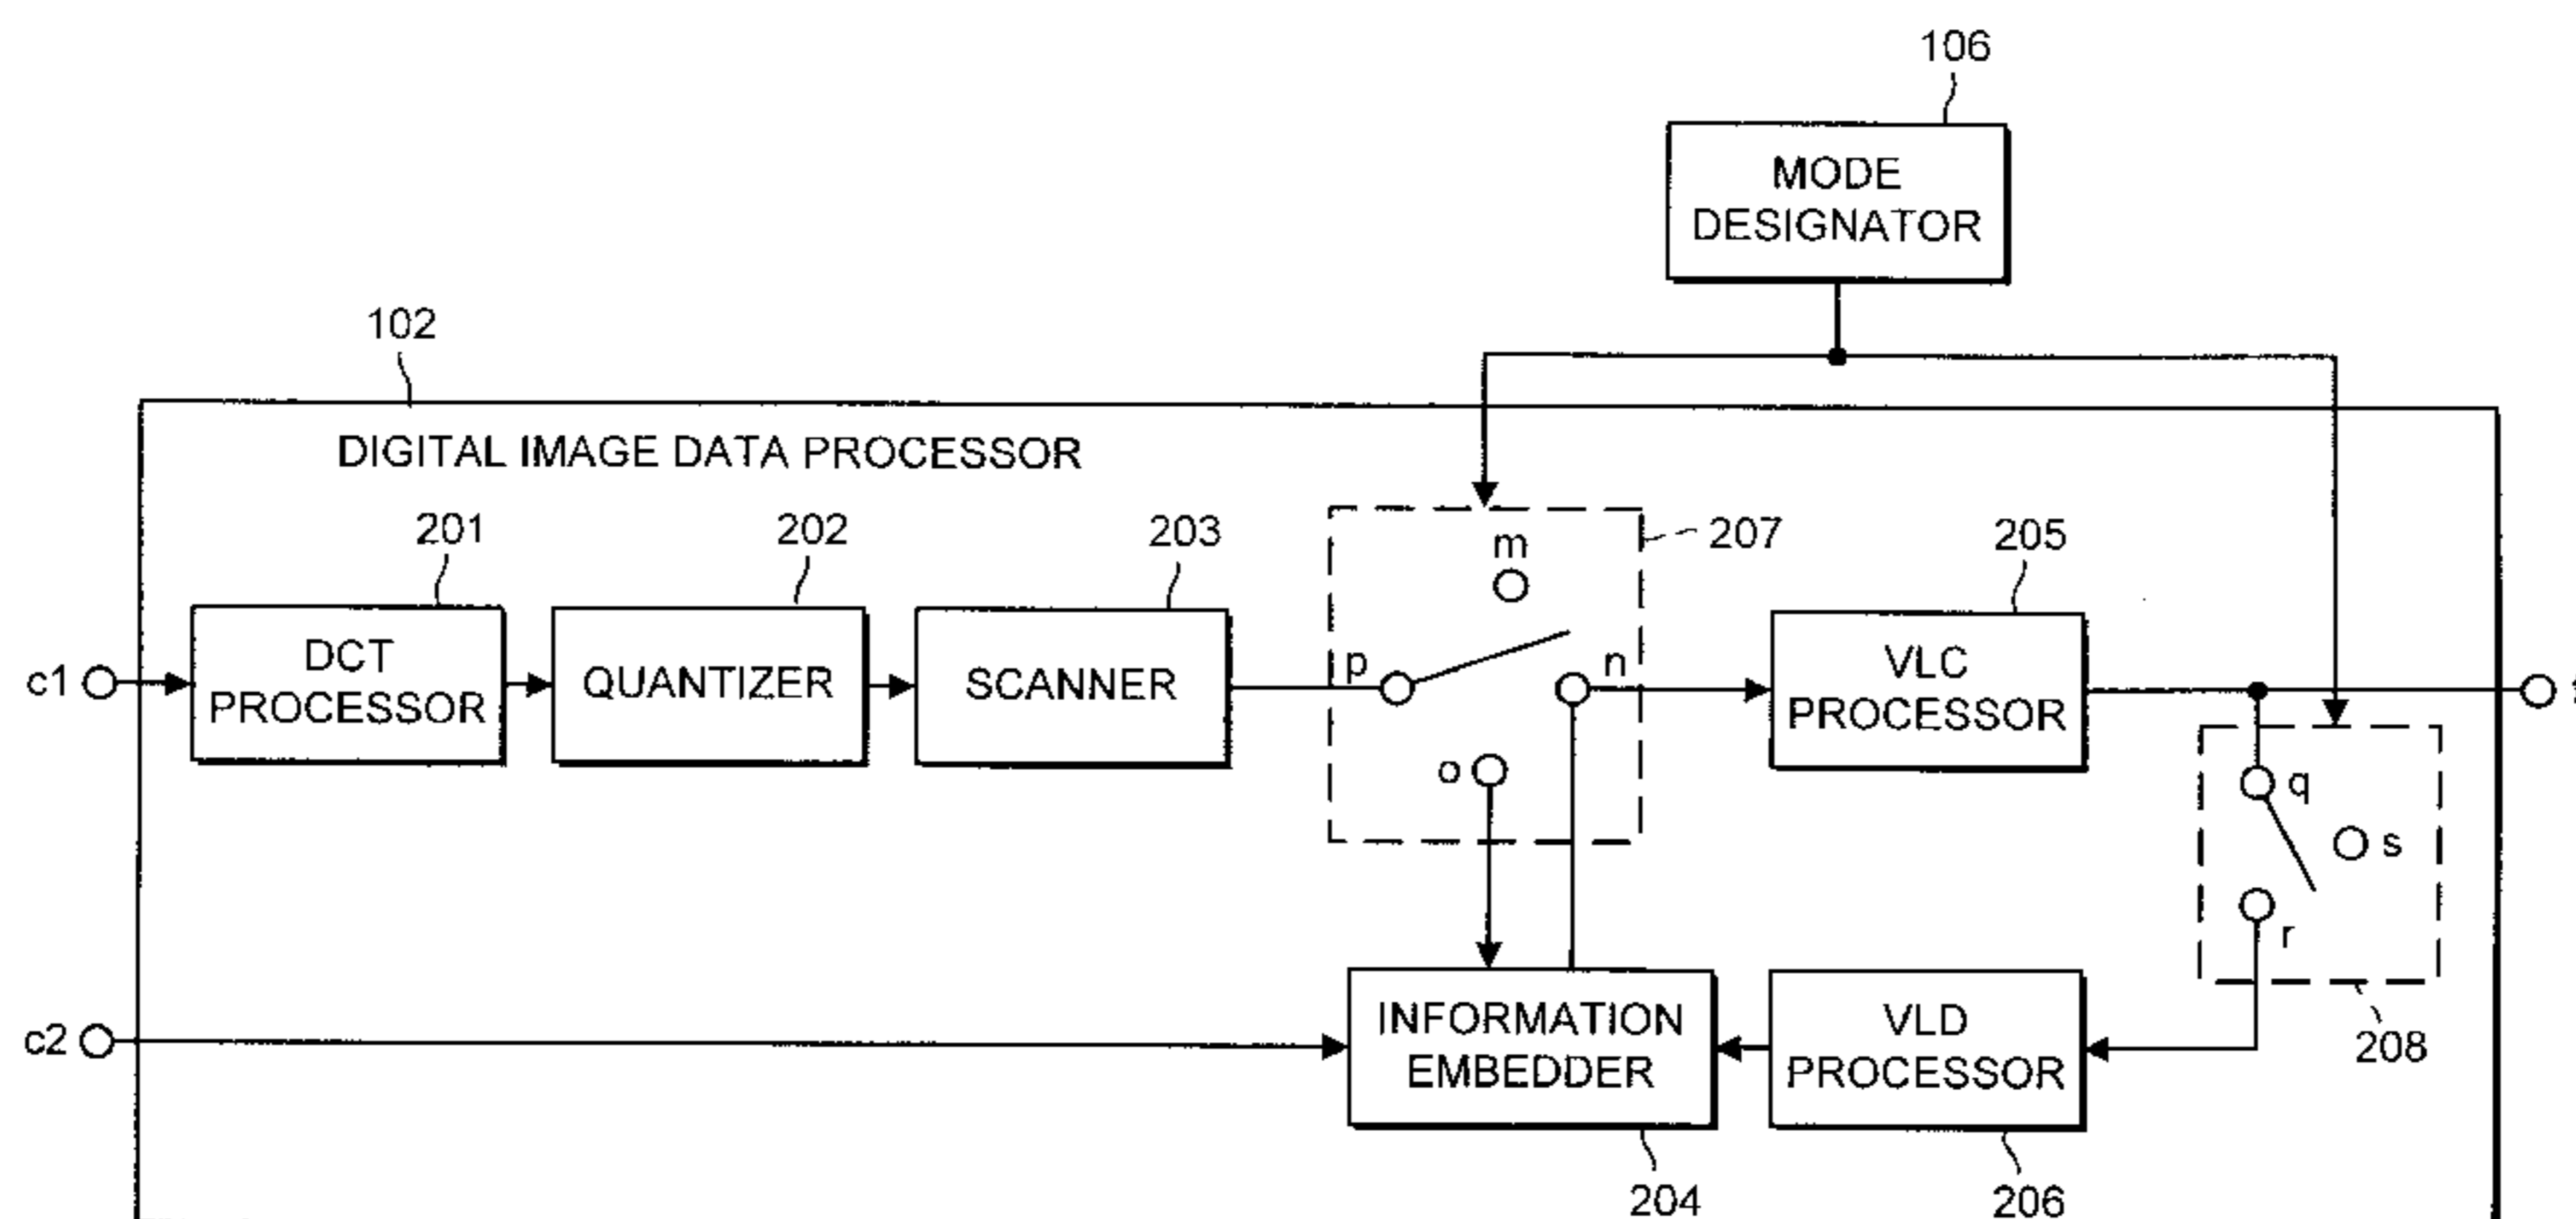 106
MODE
DESIGNATOR
102
DIGITAL IMAGE DATA PROCESSOR
201
202
203
207
205
m
c1
DCT
PROCESSOR
QUANTIZER
SCANNER
p
n
VLC
PROCESSOR
o
q
s
r
c2
INFORMATION
EMBEDDER
VLD
PROCESSOR
208
204
206